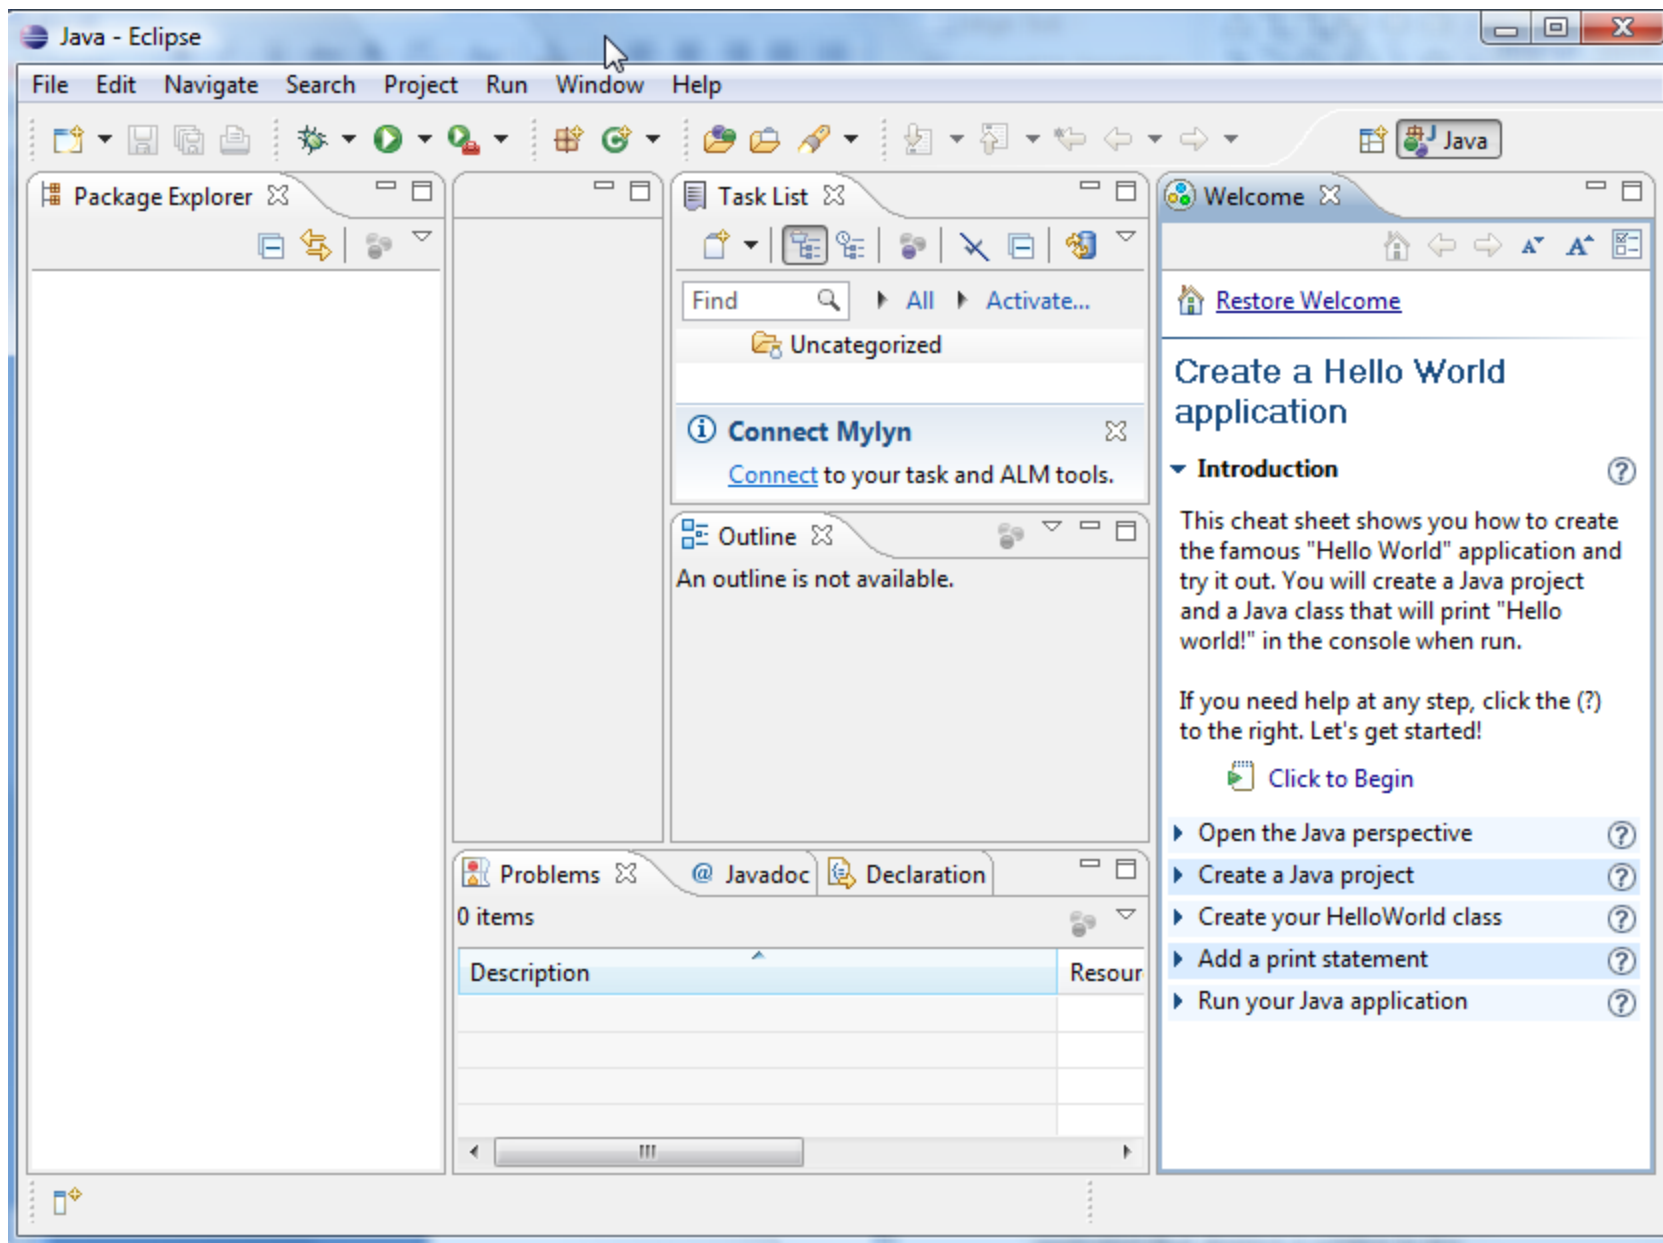 Java - Eclipse
File Edit Navigate Search Project Run Window Help
Java
Package Explorer
Task List
Find All Activate...
Uncategorized
Connect Mylyn
Connect to your task and ALM tools.
Outline
An outline is not available.
Problems @ Javadoc Declaration
0 items
Description Resour
Welcome
Restore Welcome
Create a Hello World
application
Introduction
This cheat sheet shows you how to create
the famous "Hello World" application and
try it out. You will create a Java project
and a Java class that will print "Hello
world!" in the console when run.
If you need help at any step, click the (?)
to the right. Let's get started!
Click to Begin
Open the Java perspective
Create a Java project
Create your HelloWorld class
Add a print statement
Run your Java application